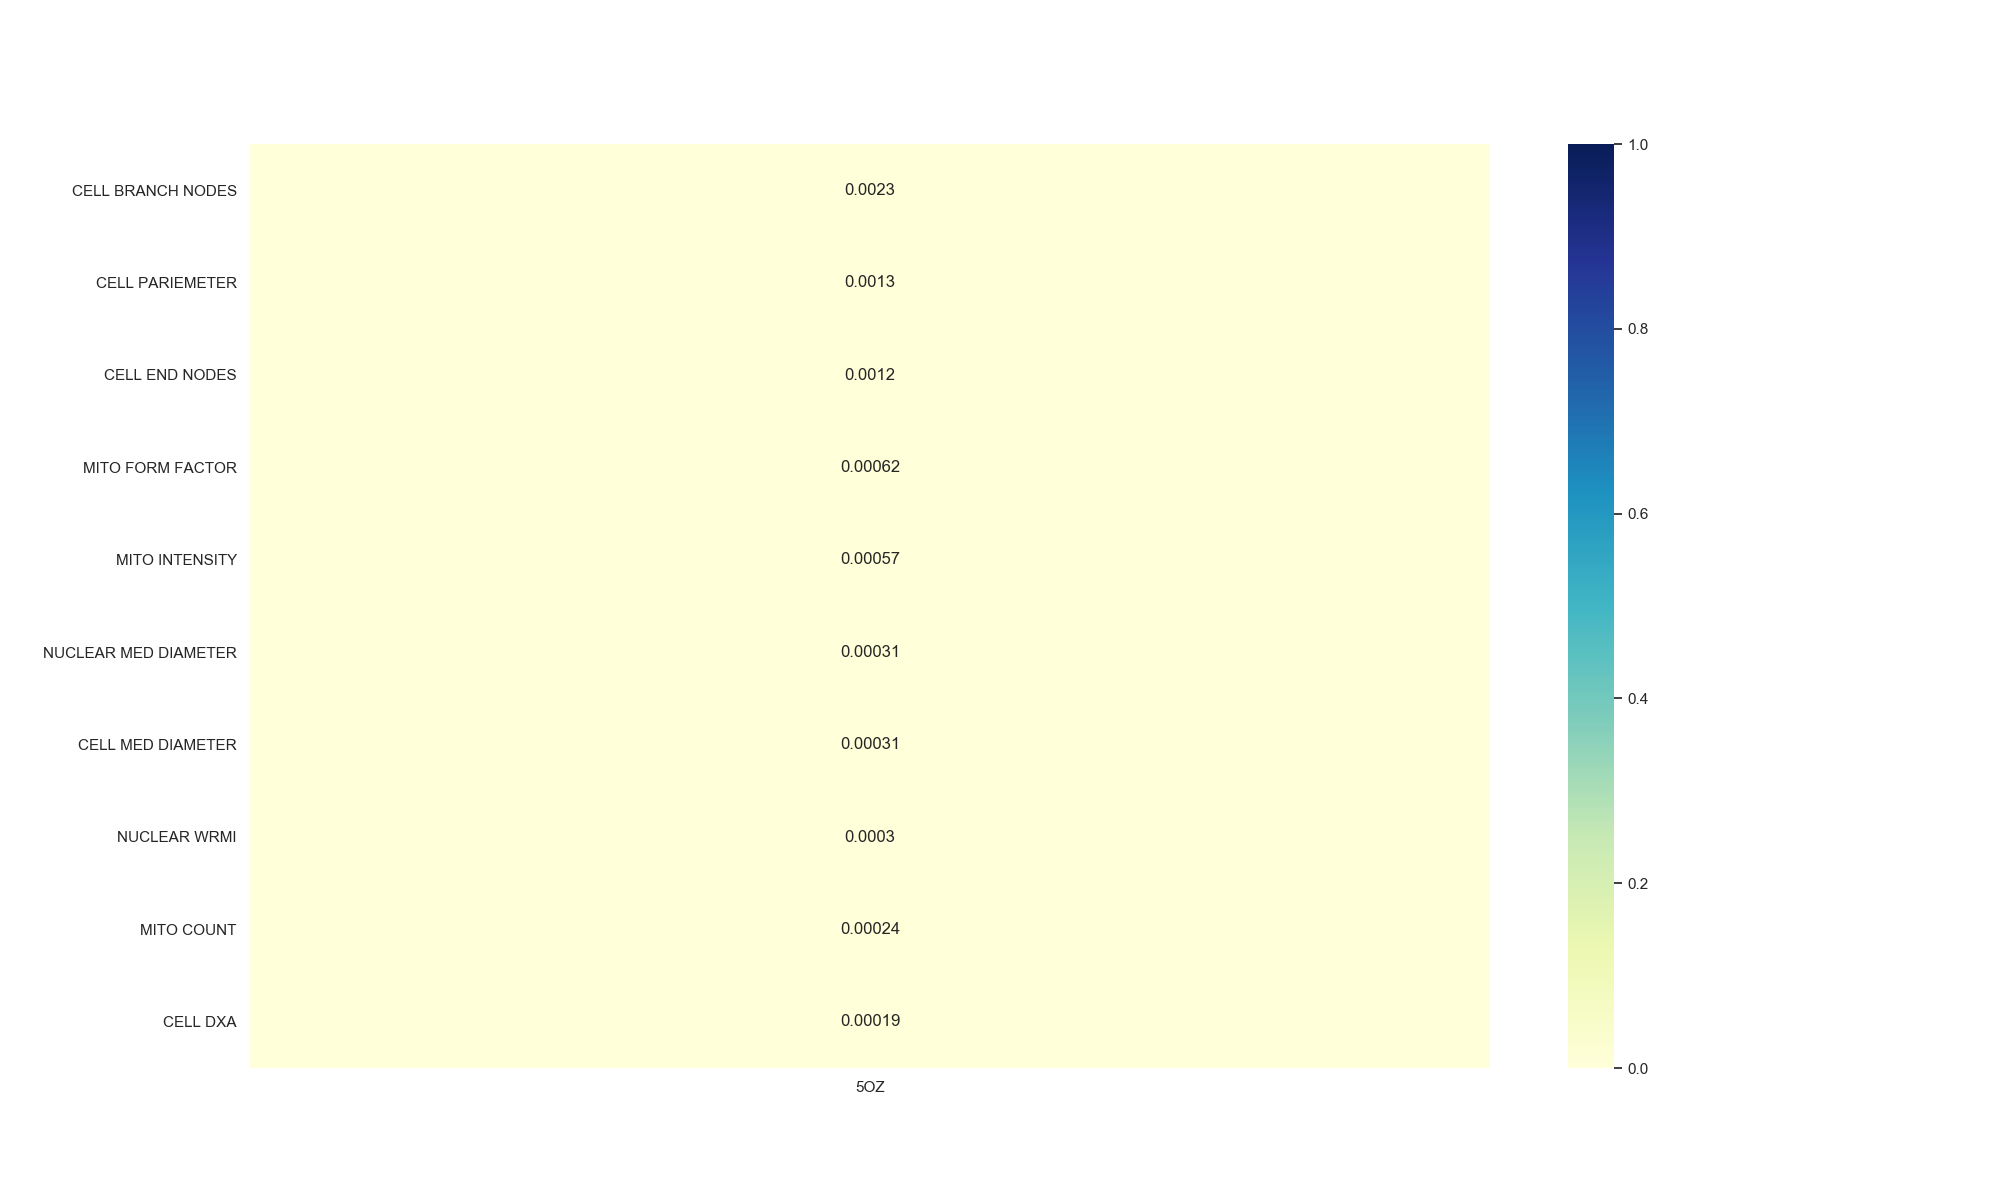 CELL BRANCH NODES 0.0023
CELL PARIEMETER 0.0013
CELL END NODES 0.0012
MITO FORM FACTOR 0.00062
MITO INTENSITY 0.00057
NUCLEAR MED DIAMETER 0.00031
CELL MED DIAMETER 0.00031
NUCLEAR WRMI 0.0003
MITO COUNT 0.00024
CELL DXA 0.00019
5OZ
1.0
0.8
0.6
0.4
0.2
0.0